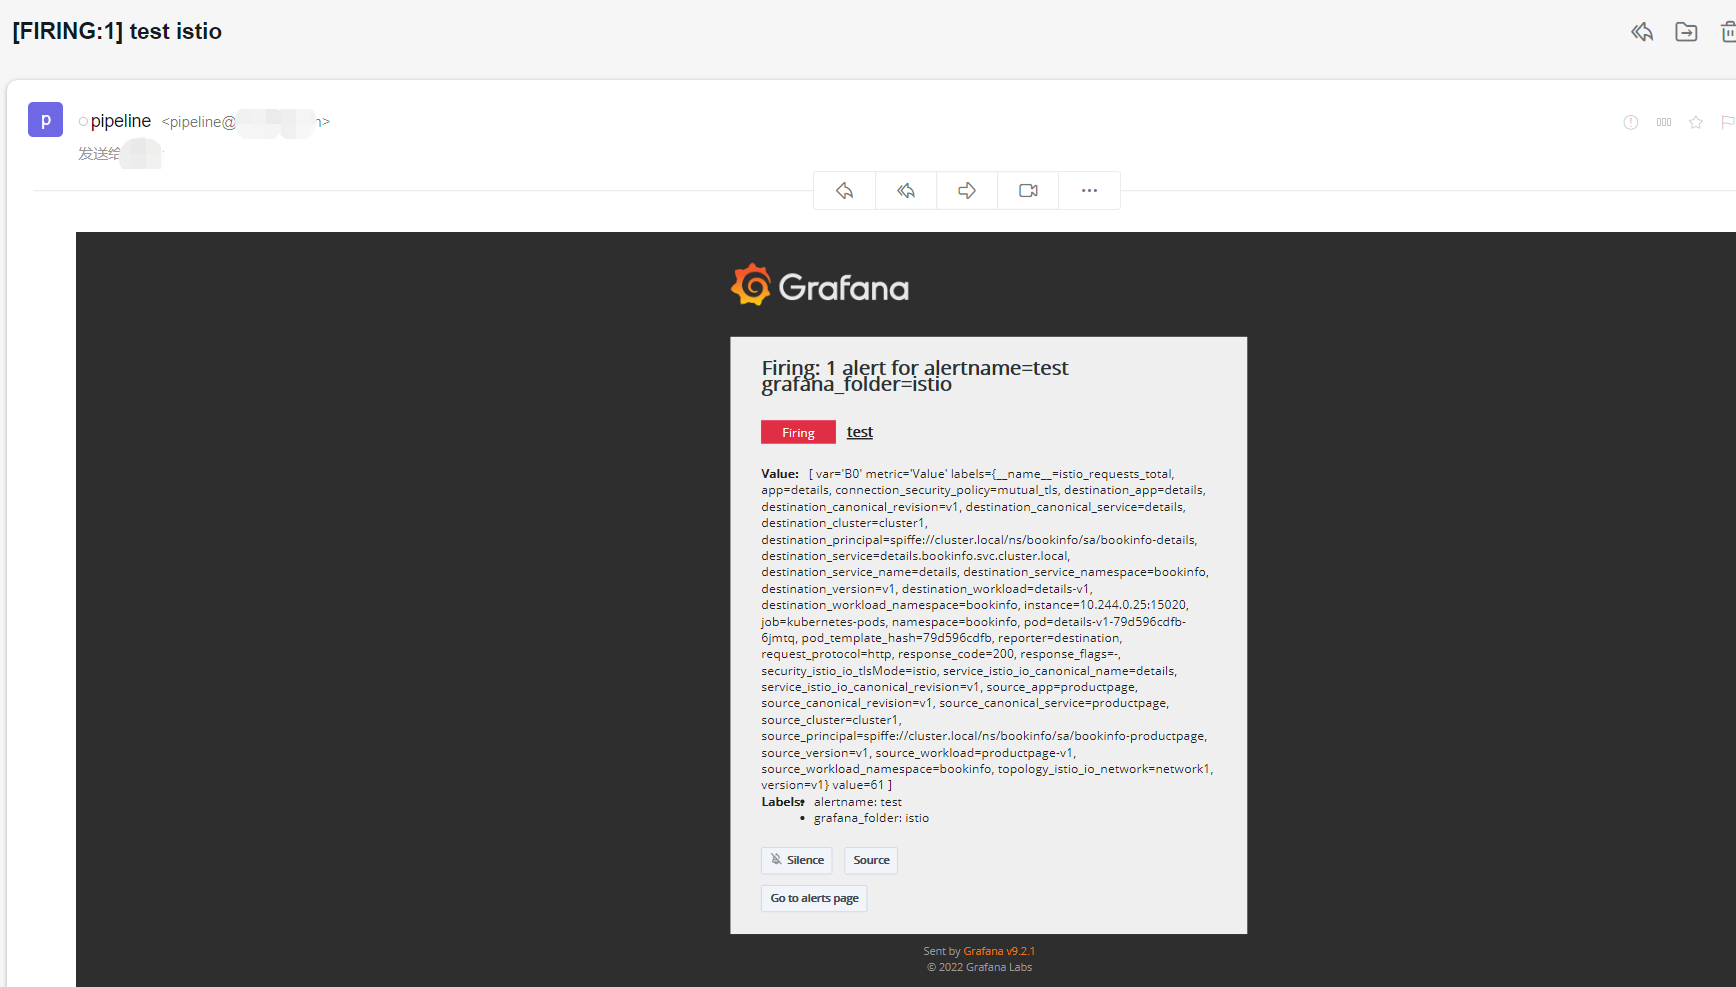 [FIRING:1] test istio
p
pipeline <pipeline@ n>
发送给
Grafana
Firing: 1 alert for alertname=test
grafana_folder=istio
Firing test
Value: [ var='B0' metric='Value' labels={__name__=istio_requests_total,
app=details, connection_security_policy=mutual_tls, destination_app=details,
destination_canonical_revision=v1, destination_canonical_service=details,
destination_cluster=cluster1,
destination_principal=spiffe://cluster.local/ns/bookinfo/sa/bookinfo-details,
destination_service=details.bookinfo.svc.cluster.local,
destination_service_name=details, destination_service_namespace=bookinfo,
destination_version=v1, destination_workload=details-v1,
destination_workload_namespace=bookinfo, instance=10.244.0.25:15020,
job=kubernetes-pods, namespace=bookinfo, pod=details-v1-79d596cdfb-
6jmtq, pod_template_hash=79d596cdfb, reporter=destination,
request_protocol=http, response_code=200, response_flags=-,
security_istio_io_tlsMode=istio, service_istio_io_canonical_name=details,
service_istio_io_canonical_revision=v1, source_app=productpage,
source_canonical_revision=v1, source_canonical_service=productpage,
source_cluster=cluster1,
source_principal=spiffe://cluster.local/ns/bookinfo/sa/bookinfo-productpage,
source_version=v1, source_workload=productpage-v1,
source_workload_namespace=bookinfo, topology_istio_io_network=network1,
version=v1} value=61 ]
Labels: • alertname: test
• grafana_folder: istio
Silence Source
Go to alerts page
Sent by Grafana v9.2.1
© 2022 Grafana Labs